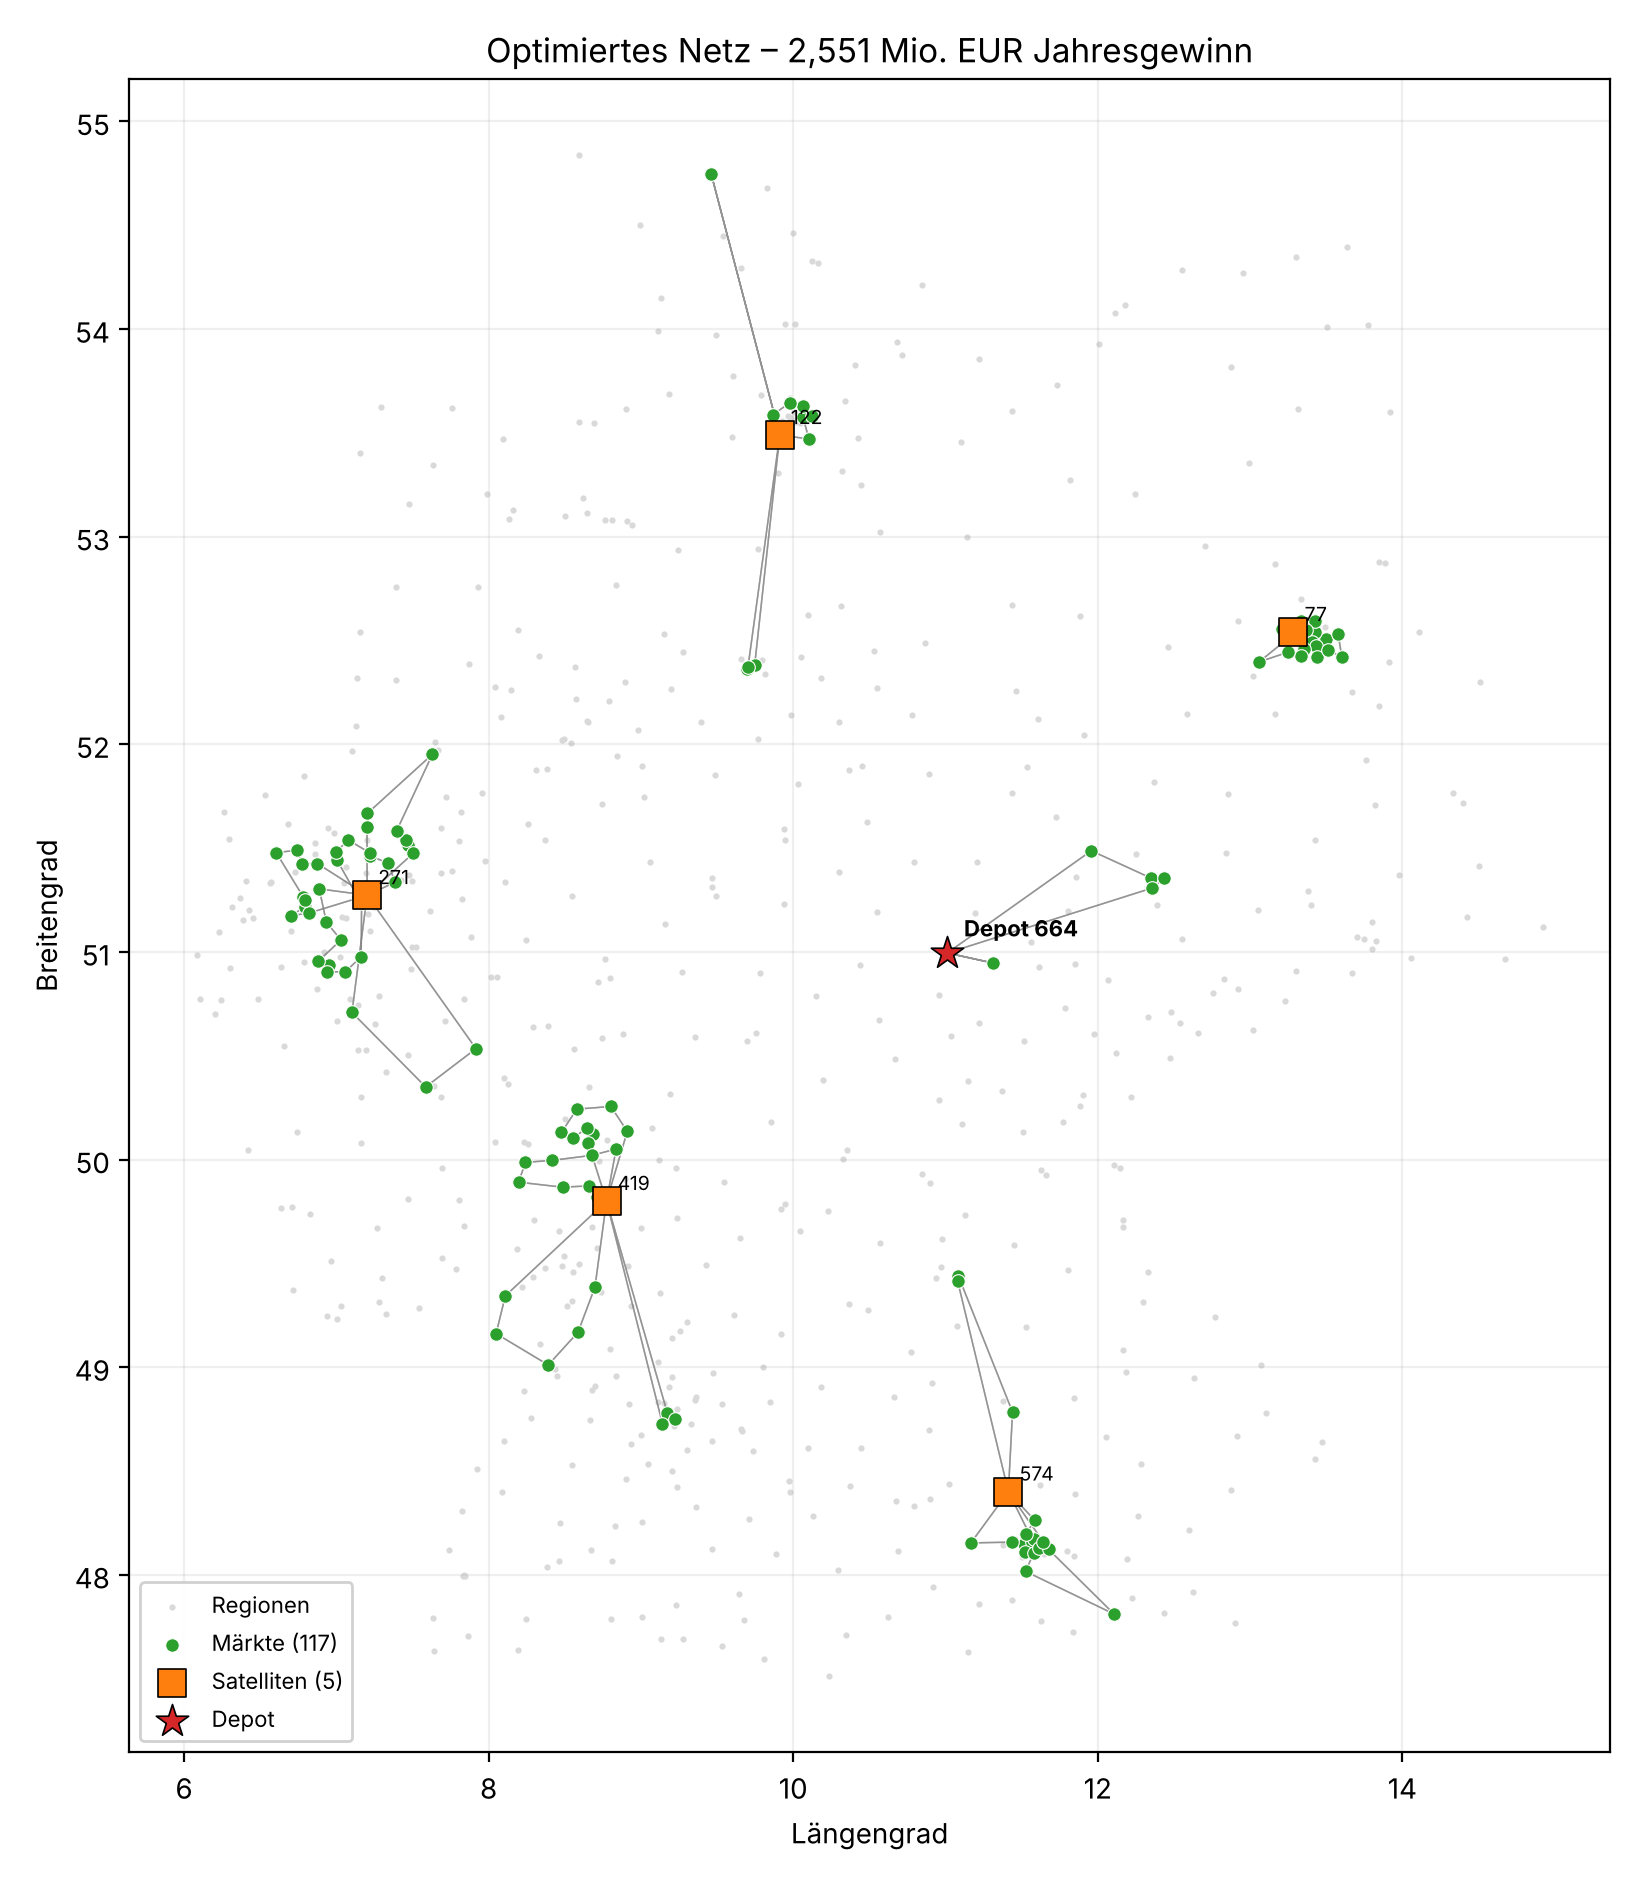 Optimiertes Netz – 2,551 Mio. EUR Jahresgewinn
55
54
53
52
51
50
49
48
Breitengrad
122
77
271
Depot 664
419
574
Regionen
Märkte (117)
Satelliten (5)
Depot
6
8
10
12
14
Längengrad